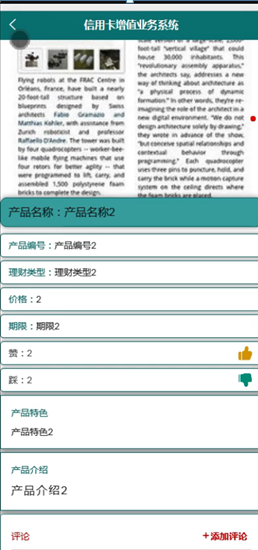 信用卡增值业务系统
Flying robots at the FRAC Centre in
Orléans, France, have built a nearly
20-foot-tall structure based on
blueprints designed by Swiss
architects Fabio Gramazio and
Matthias Kohler, with assistance from
Zurich roboticist and professor
Raffaello D'Andre. The tower was built
by four quadrocopters -- worker-bee-
like mobile flying machines that use
four rotors for better agility -- that
were programmed to lift, carry, and
assembled 1,500 polystyrene foam
bricks to complete the design.
foot-tall "vertical village" that could
house 30,000 inhabitants. This
"revolutionary assembly apparatus,"
the architects say, addresses a new
way of thinking about architecture as
"a physical process of dynamic
formation." In other words, they're re-
imagining the role of the architect in a
new digital environment. "We do not
design architecture solely by drawing,"
they wrote in advance of the show,
"but conceive spatial relationships and
contextual behavior through
programming." Each quadrocopter
uses three pins to puncture, hold, and
carry the brick while a motion capture
system on the ceiling directs where
the foam bricks are placed.
产品名称：产品名称2
产品编号：产品编号2
理财类型：理财类型2
价格：2
期限：期限2
赞：2
踩：2
产品特色
产品特色2
产品介绍
产品介绍2
评论
+添加评论